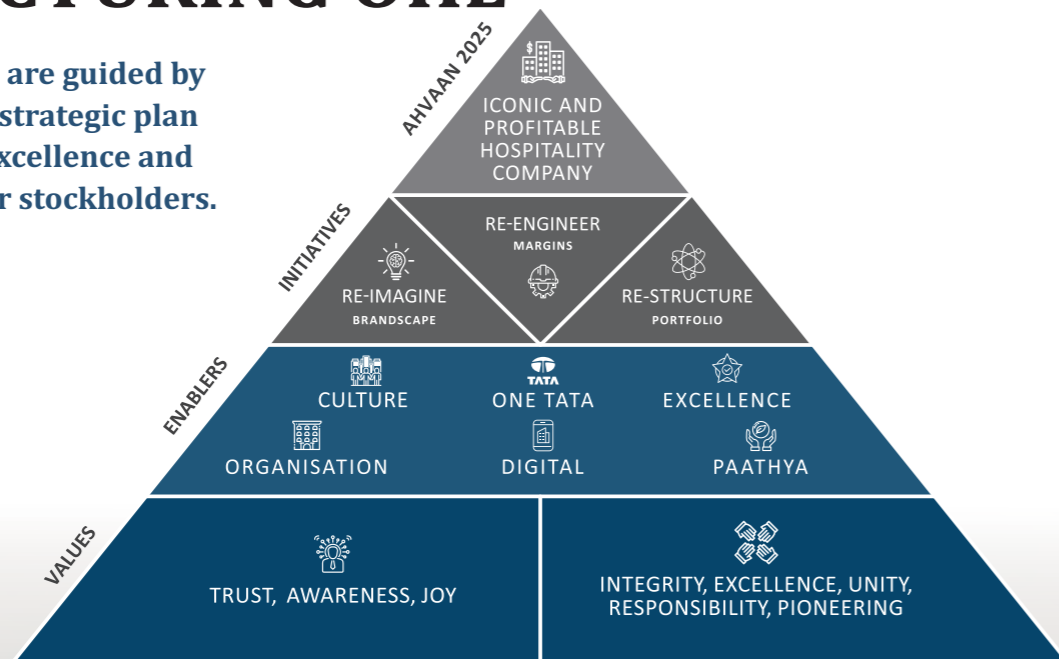 are guided by
strategic plan
excellence and
stockholders.
AHVAAN 2025
ICONIC AND
PROFITABLE
HOSPITALITY
COMPANY
INITIATIVES
RE-ENGINEER
MARGINS
RE-IMAGINE
BRANDSCAPE
RE-STRUCTURE
PORTFOLIO
ENABLERS
TATA
CULTURE
ONE TATA
EXCELLENCE
ORGANISATION
DIGITAL
PAATHYA
VALUES
TRUST, AWARENESS, JOY
INTEGRITY, EXCELLENCE, UNITY,
RESPONSIBILITY, PIONEERING